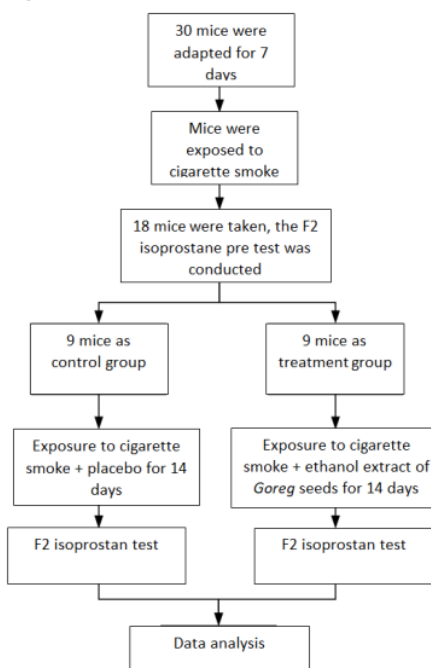 30 mice were
adapted for 7
days
Mice were
exposed to
cigarette smoke
18 mice were taken, the F2
isoprostane pre test was
conducted
9 mice as
control group
9 mice as
treatment group
Exposure to cigarette
smoke + placebo for 14
days
Exposure to cigarette
smoke + ethanol extract of
Goreg seeds for 14 days
F2 isoprostan test
F2 isoprostan test
Data analysis